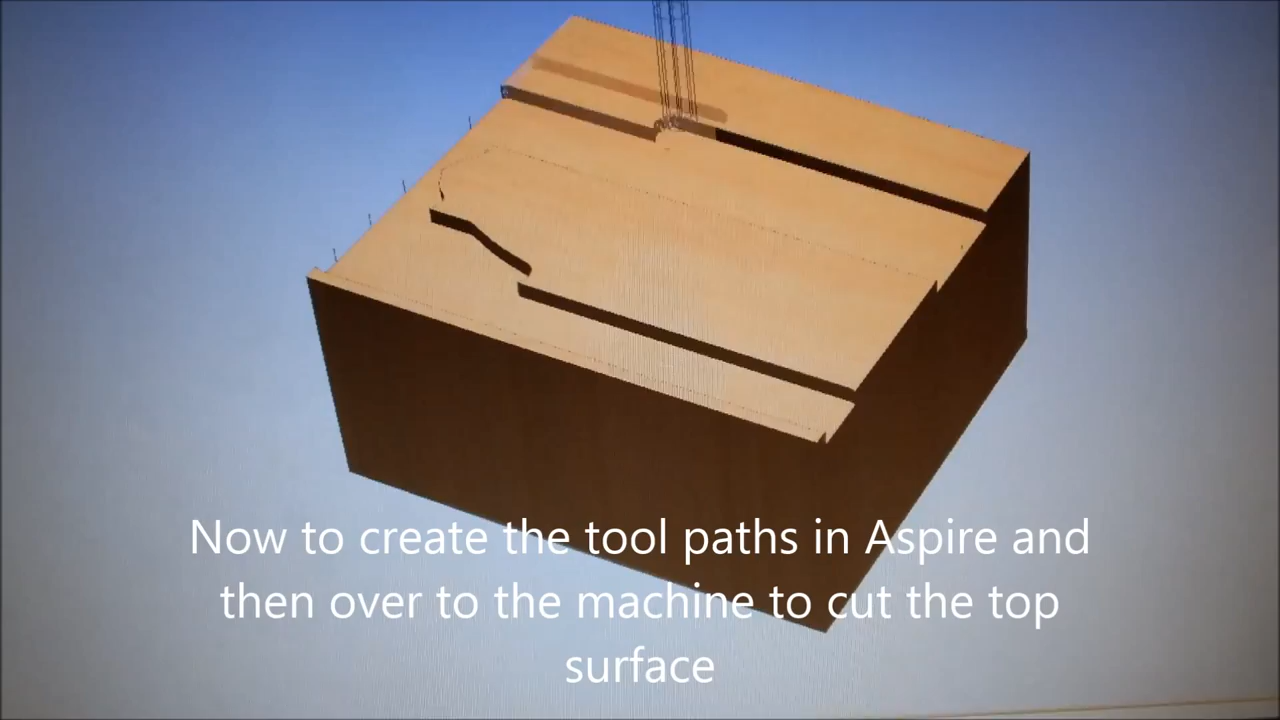 Now to create the tool paths in Aspire and
then over to the machine to cut the top
surface